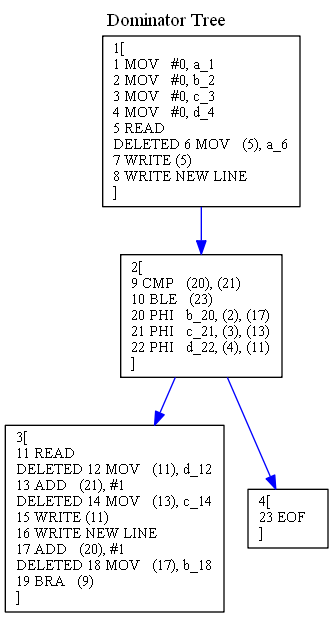 Dominator Tree
1[
1 MOV #0, a_1
2 MOV #0, b_2
3 MOV #0, c_3
4 MOV #0, d_4
5 READ
DELETED 6 MOV (5), a_6
7 WRITE (5)
8 WRITE NEW LINE
]
2[
9 CMP (20), (21)
10 BLE (23)
20 PHI b_20, (2), (17)
21 PHI c_21, (3), (13)
22 PHI d_22, (4), (11)
]
3[
11 READ
DELETED 12 MOV (11), d_12
13 ADD (21), #1
DELETED 14 MOV (13), c_14
15 WRITE (11)
16 WRITE NEW LINE
17 ADD (20), #1
DELETED 18 MOV (17), b_18
19 BRA (9)
]
4[
23 EOF
]